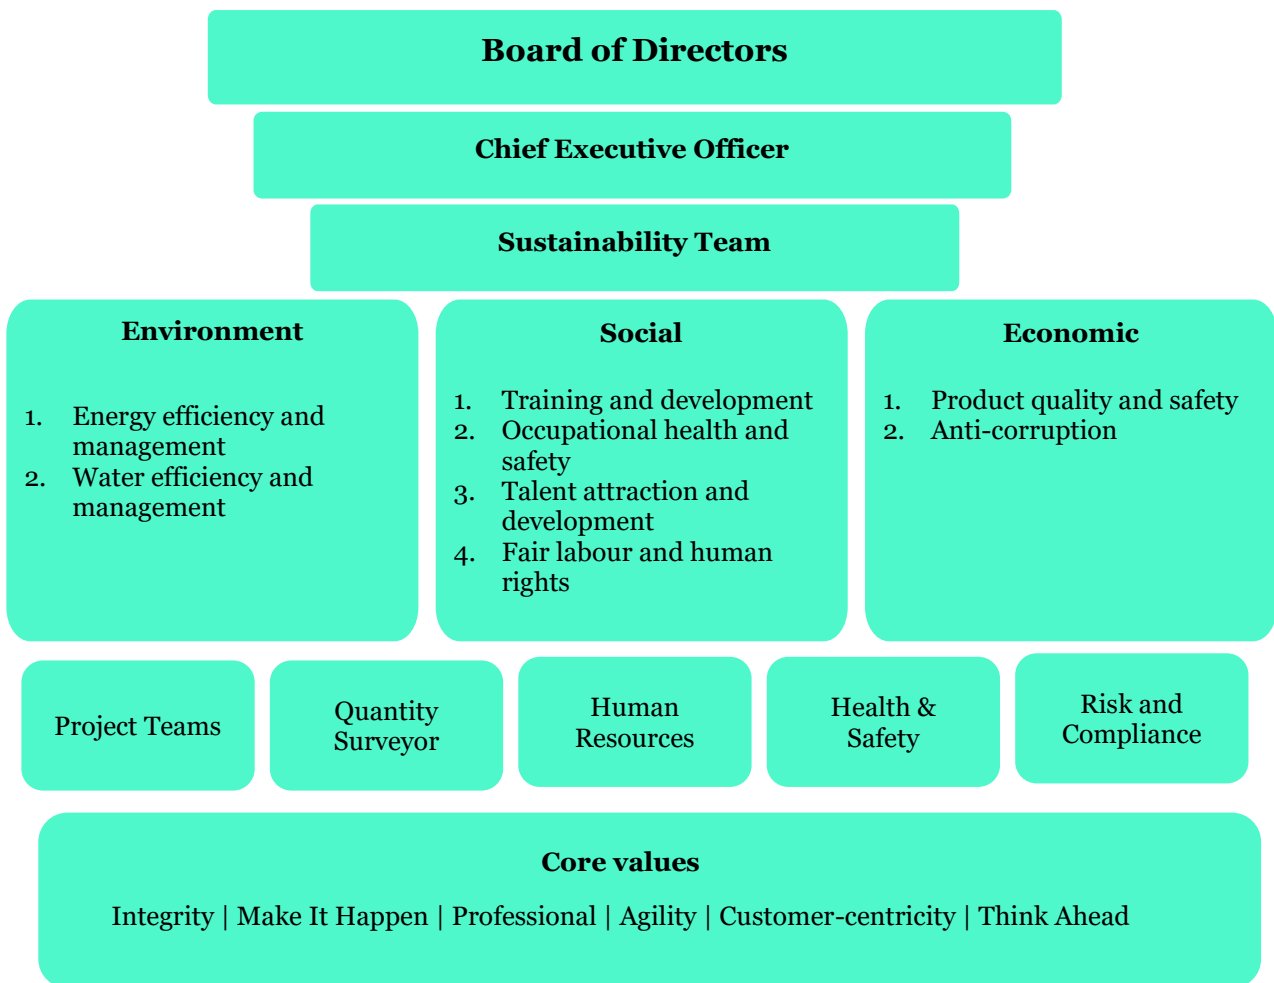 Board of Directors
Chief Executive Officer
Sustainability Team
Environment
1. Energy efficiency and
management
2. Water efficiency and
management
Social
1. Training and development
2. Occupational health and
safety
3. Talent attraction and
development
4. Fair labour and human
rights
Economic
1. Product quality and safety
2. Anti-corruption
Project Teams
Quantity
Surveyor
Human
Resources
Health &
Safety
Risk and
Compliance
Core values
Integrity | Make It Happen | Professional | Agility | Customer-centricity | Think Ahead